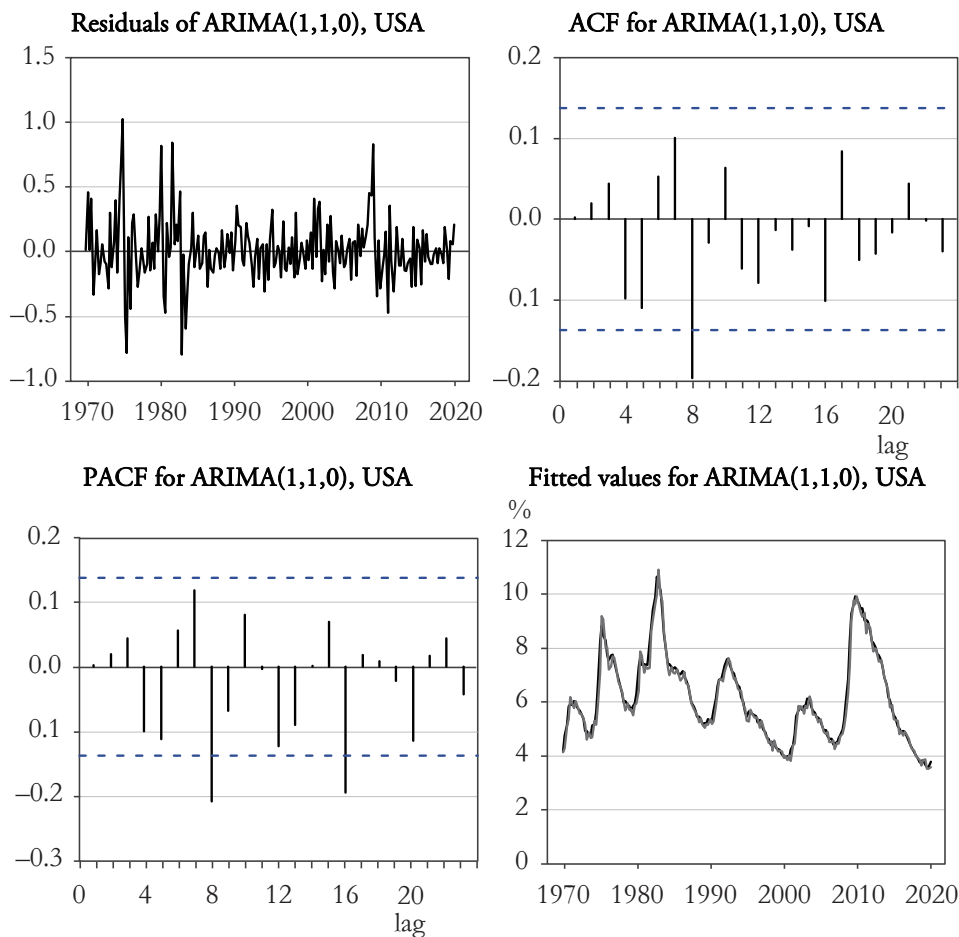 Residuals of ARIMA(1,1,0), USA
1.5
1.0
0.5
0.0
–0.5
–1.0
1970 1980 1990 2000 2010 2020
ACF for ARIMA(1,1,0), USA
0.2
0.1
0.0
0.1
–0.2
0 4 8 12 16 20
lag
PACF for ARIMA(1,1,0), USA
0.2
0.1
0.0
0.1
–0.2
–0.3
0 4 8 12 16 20
lag
Fitted values for ARIMA(1,1,0), USA
%
12
10
8
6
4
2
0
1970 1980 1990 2000 2010 2020